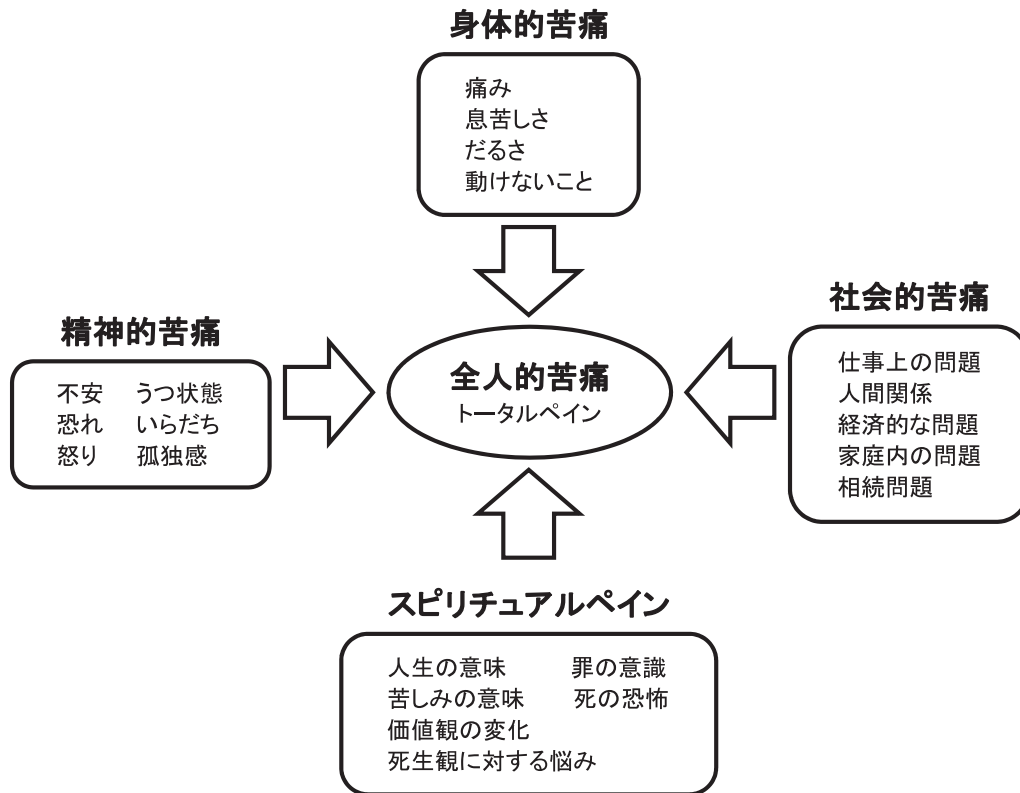 身体的苦痛
痛み
息苦しさ
だるさ
動けないこと
精神的苦痛
不安 うつ状態
恐れ いらだち
怒り 孤独感
全人的苦痛
トータルペイン
社会的苦痛
仕事上の問題
人間関係
経済的な問題
家庭内の問題
相続問題
スピリチュアルペイン
人生の意味 罪の意識
苦しみの意味 死の恐怖
価値観の変化
死生観に対する悩み